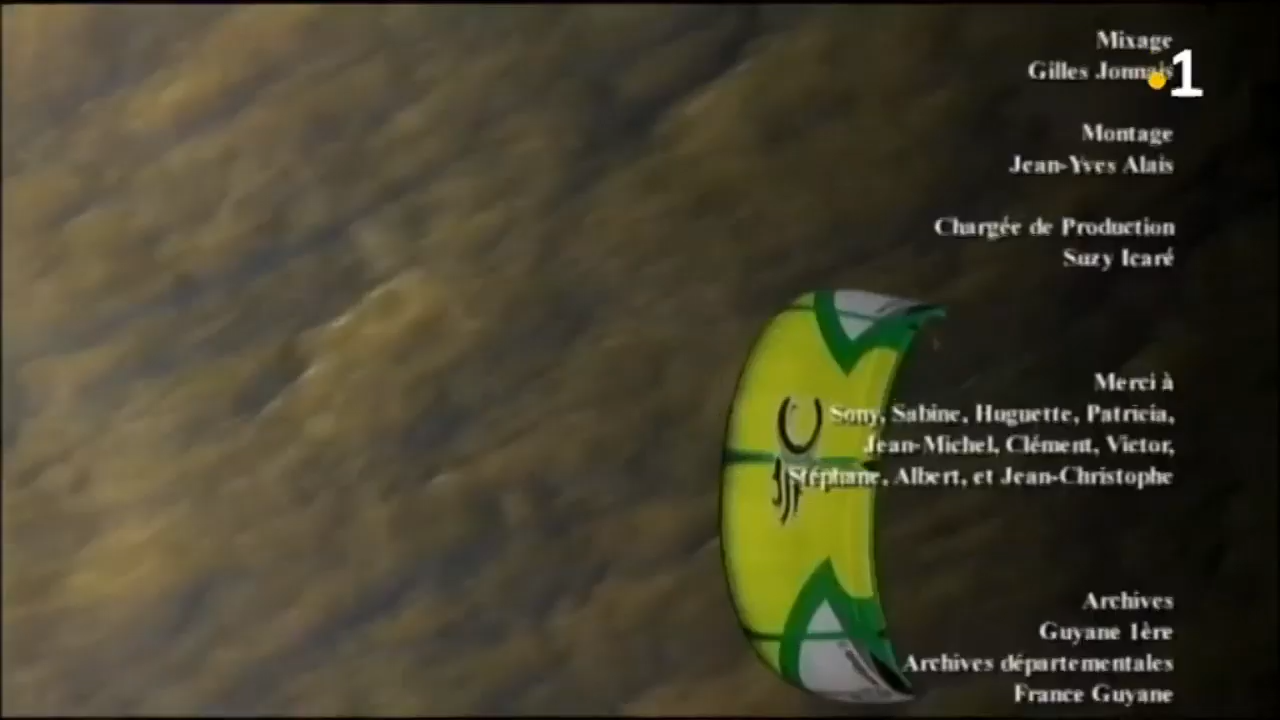 Mixage
Gilles Jonnais
1
Montage
Jean-Yves Alais
Chargée de Production
Suzy Icaré
Merci à
Sony, Sabine, Huguette, Patricia,
Jean-Michel, Clément, Victor,
Stéphane, Albert, et Jean-Christophe
Archives
Guyane 1ère
Archives départementales
France Guyane